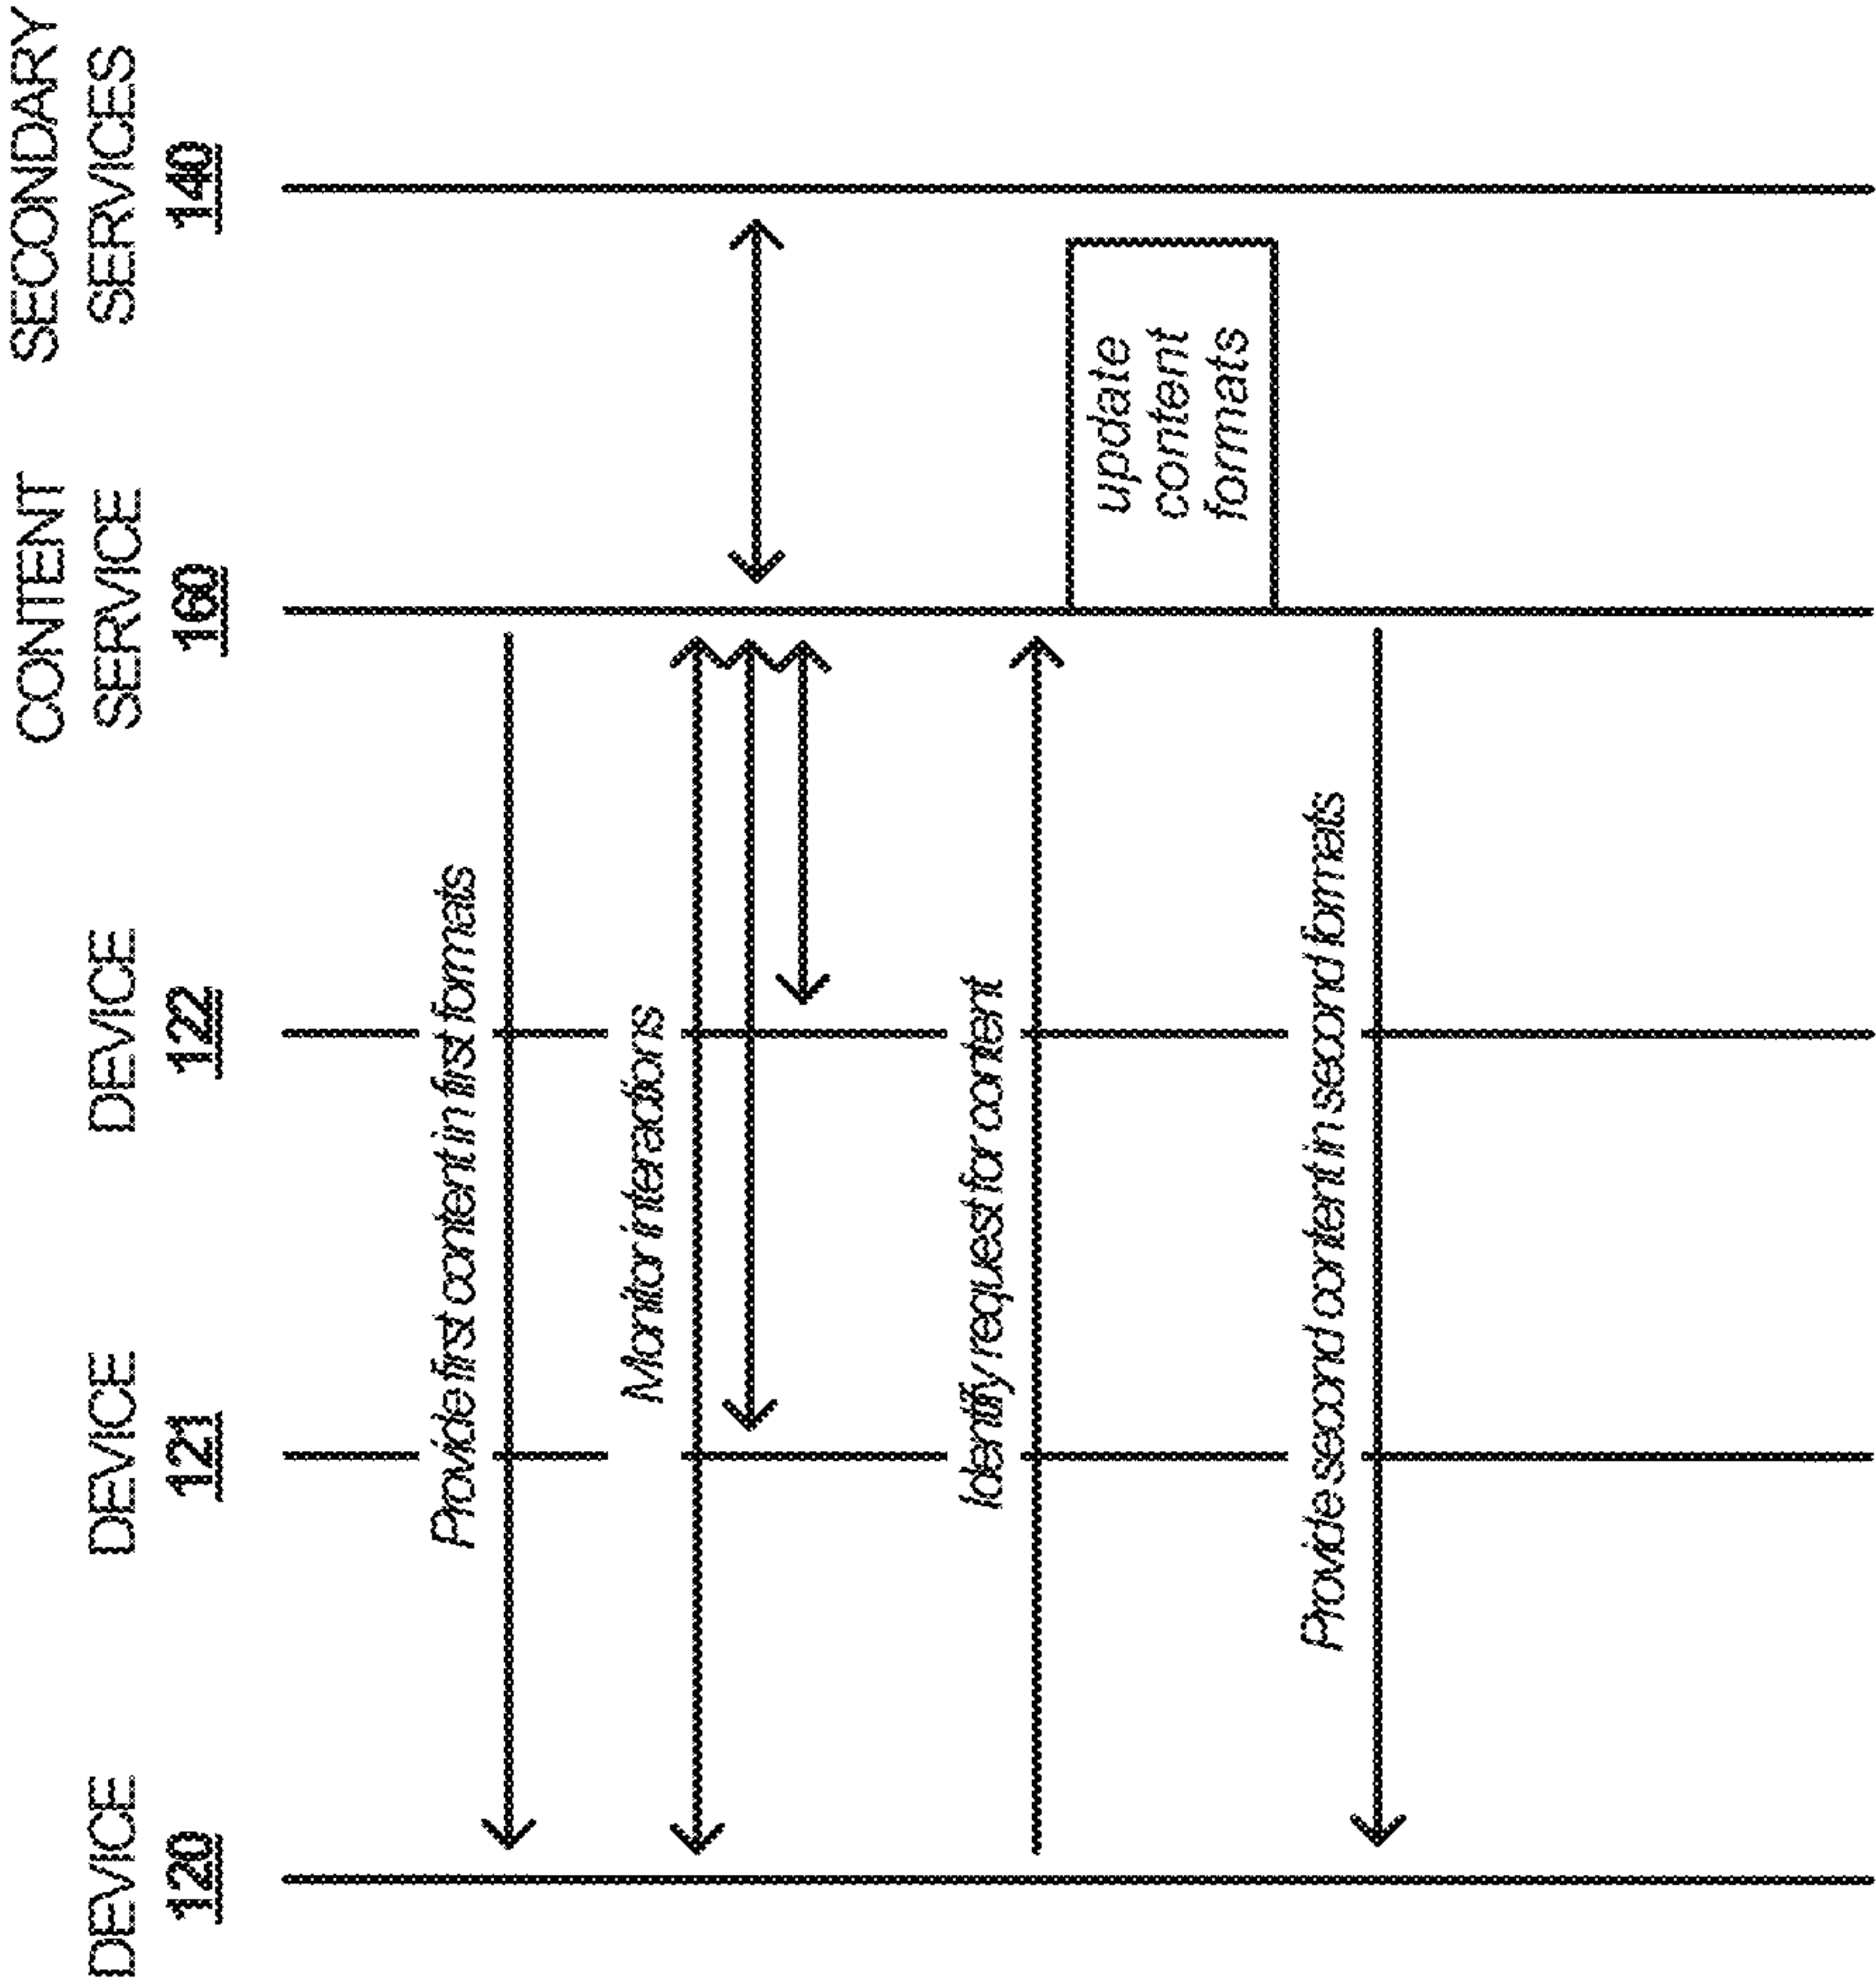 DEVICE
120
DEVICE
121
DEVICE
122
CONTENT
SERVICE
160
SECONDARY
SERVICES
140
Provide first content in first formats
Monitor interactions
Identify request for content
update
content
formats
Provide second content in second formats